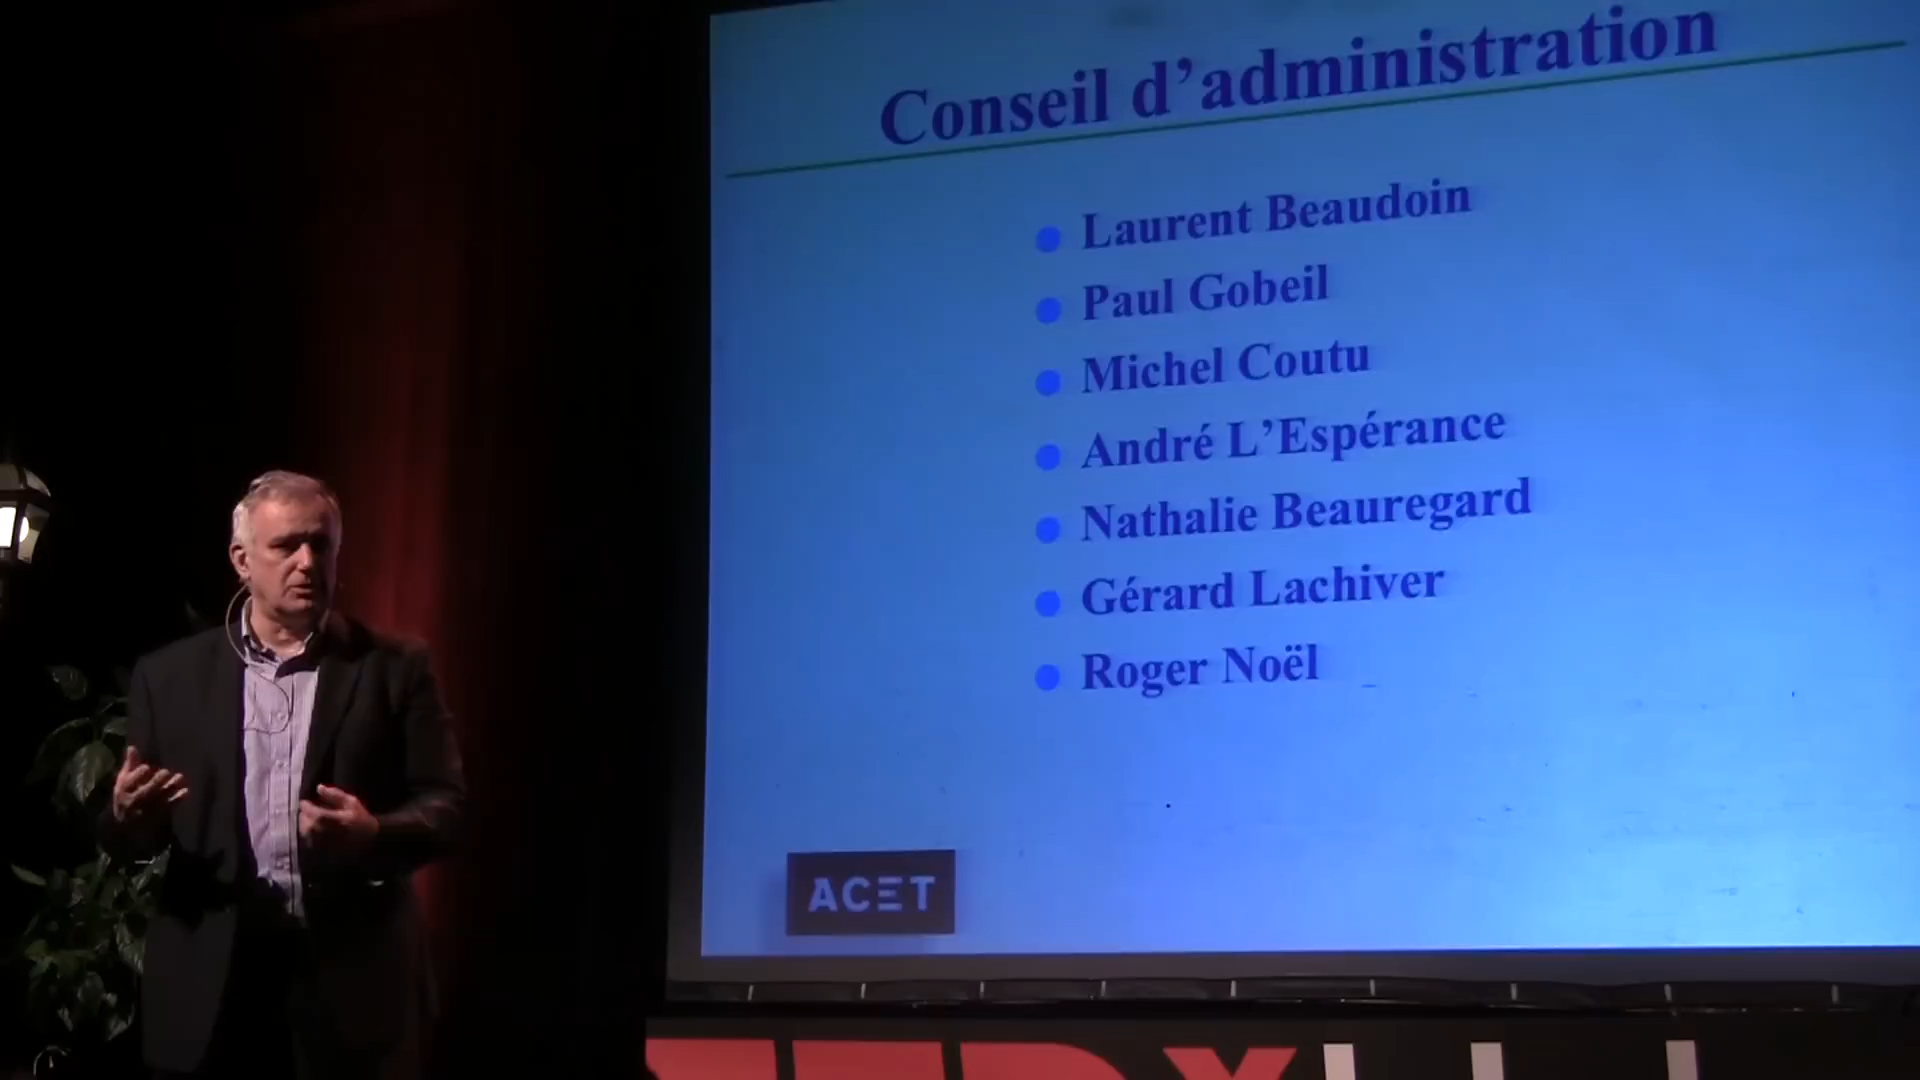 Conseil d’administration
Laurent Beaudoin
Paul Gobeil
Michel Coutu
André L’Espérance
Nathalie Beauregard
Gérard Lachiver
Roger Noël
ACET